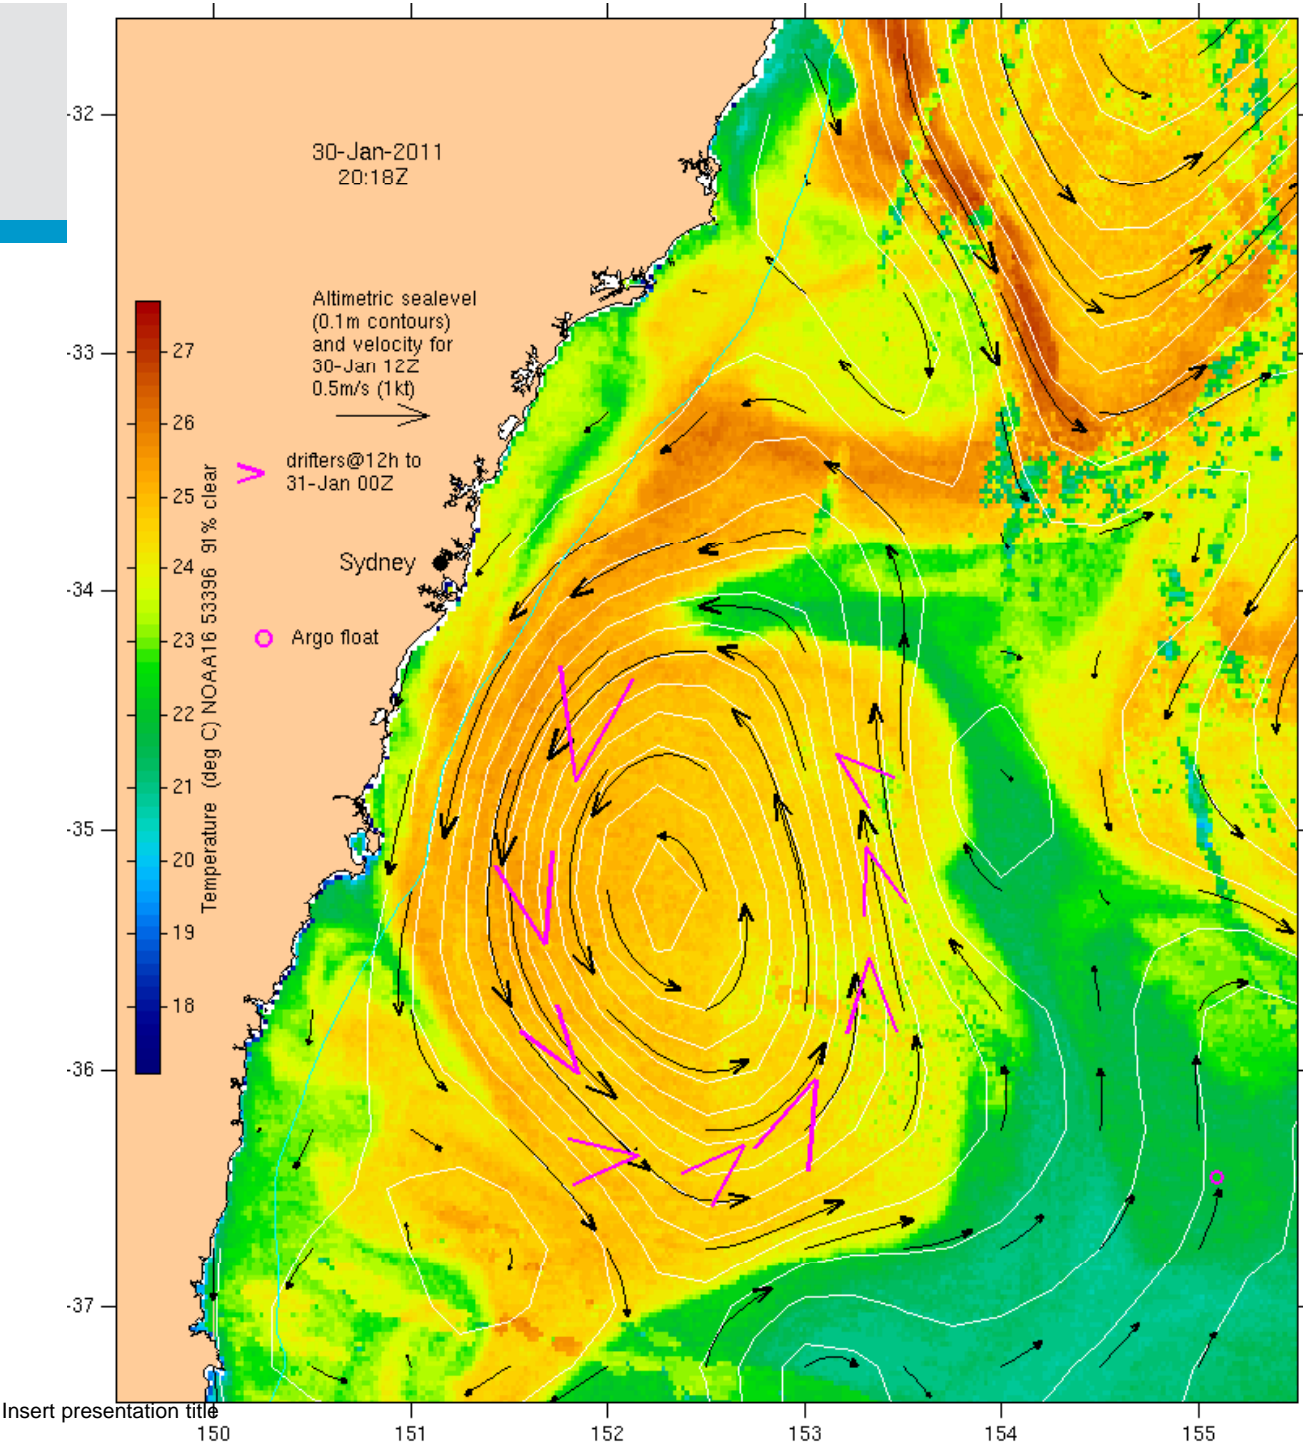 -32
30-Jan-2011
20:18Z
Altimetric sealevel
(0.1m contours)
and velocity for
30-Jan 12Z
0.5m/s (1kt)
-33
27
26
25
24
23
22
21
20
19
18
Temperature (deg C) NOAA16 53396 91% clear
drifters@12h to
31-Jan 00Z
Sydney
-34
Argo float
-35
-36
-37
Insert presentation title
150 151 152 153 154 155